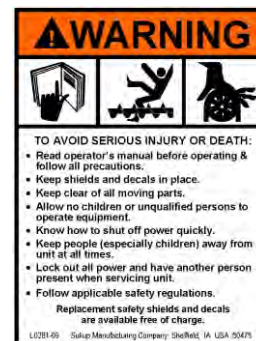 WARNING
TO AVOID SERIOUS INJURY OR DEATH:
• Read operator's manual before operating &
follow all precautions.
• Keep shields and decals in place.
• Keep clear of all moving parts.
• Allow no children or unqualified persons to
operate equipment.
• Know how to shut off power quickly.
• Keep people (especially children) away from
unit at all times.
• Lock out all power and have another person
present when servicing unit.
• Follow applicable safety regulations.
Replacement safety shields and decals
are available free of charge.
Sukup Manufacturing Company Sheffield, IA USA 50475